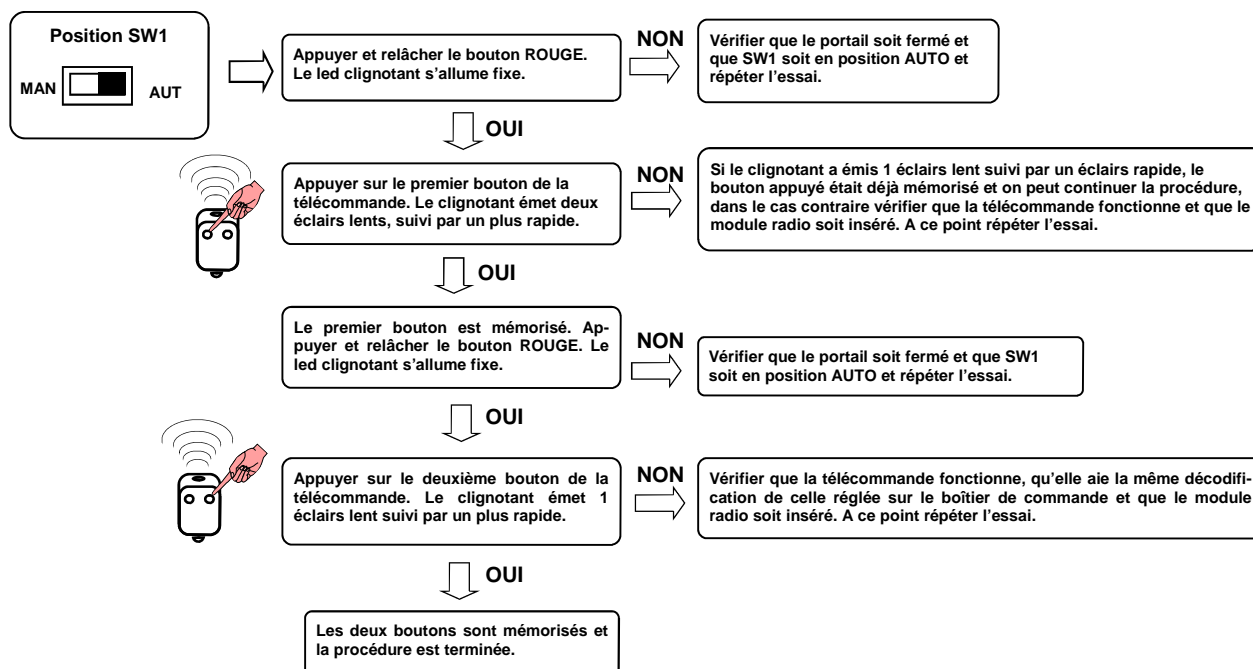 Position SW1
MAN
AUT
Appuyer et relâcher le bouton ROUGE.
Le led clignotant s’allume fixe.
NON
Vérifier que le portail soit fermé et
que SW1 soit en position AUTO et
répéter l’essai.
OUI
Appuyer sur le premier bouton de la
télécommande. Le clignotant émet deux
éclairs lents, suivi par un plus rapide.
NON
Si le clignotant a émis 1 éclairs lent suivi par un éclairs rapide, le
bouton appuyé était déjà mémorisé et on peut continuer la procédure,
dans le cas contraire vérifier que la télécommande fonctionne et que le
module radio soit inséré. A ce point répéter l’essai.
OUI
Le premier bouton est mémorisé. Ap-
puyer et relâcher le bouton ROUGE. Le
led clignotant s’allume fixe.
NON
Vérifier que le portail soit fermé et que SW1
soit en position AUTO et répéter l’essai.
OUI
Appuyer sur le deuxième bouton de la
télécommande. Le clignotant émet 1
éclairs lent suivi par un plus rapide.
NON
Vérifier que la télécommande fonctionne, qu’elle aie la même décodifi-
cation de celle réglée sur le boîtier de commande et que le module
radio soit inséré. A ce point répéter l’essai.
OUI
Les deux boutons sont mémorisés et
la procédure est terminée.